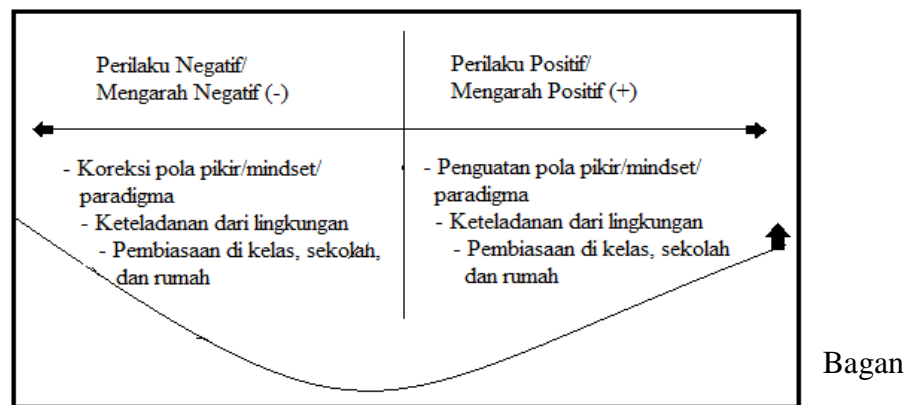 Perilaku Negatif/
Mengarah Negatif (-)
- Koreksi pola pikir/mindset/
paradigma
- Keteladanan dari lingkungan
- Pembiasaan di kelas, sekolah,
dan rumah
Perilaku Positif/
Mengarah Positif (+)
- Penguatan pola pikir/mindset/
paradigma
- Keteladanan dari lingkungan
- Pembiasaan di kelas, sekolah
dan rumah
Bagan